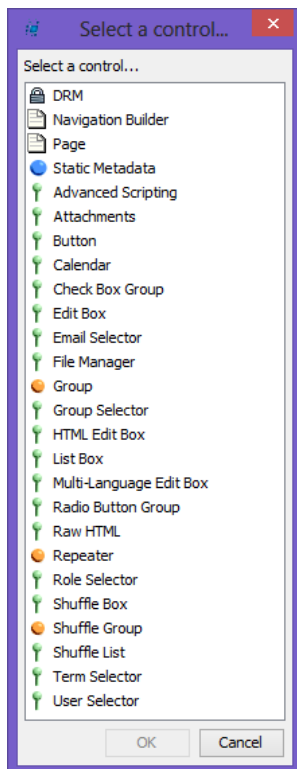 Select a control...
Select a control...
DRM
Navigation Builder
Page
Static Metadata
Advanced Scripting
Attachments
Button
Calendar
Check Box Group
Edit Box
Email Selector
File Manager
Group
Group Selector
HTML Edit Box
List Box
Multi-Language Edit Box
Radio Button Group
Raw HTML
Repeater
Role Selector
Shuffle Box
Shuffle Group
Shuffle List
Term Selector
User Selector
OK Cancel